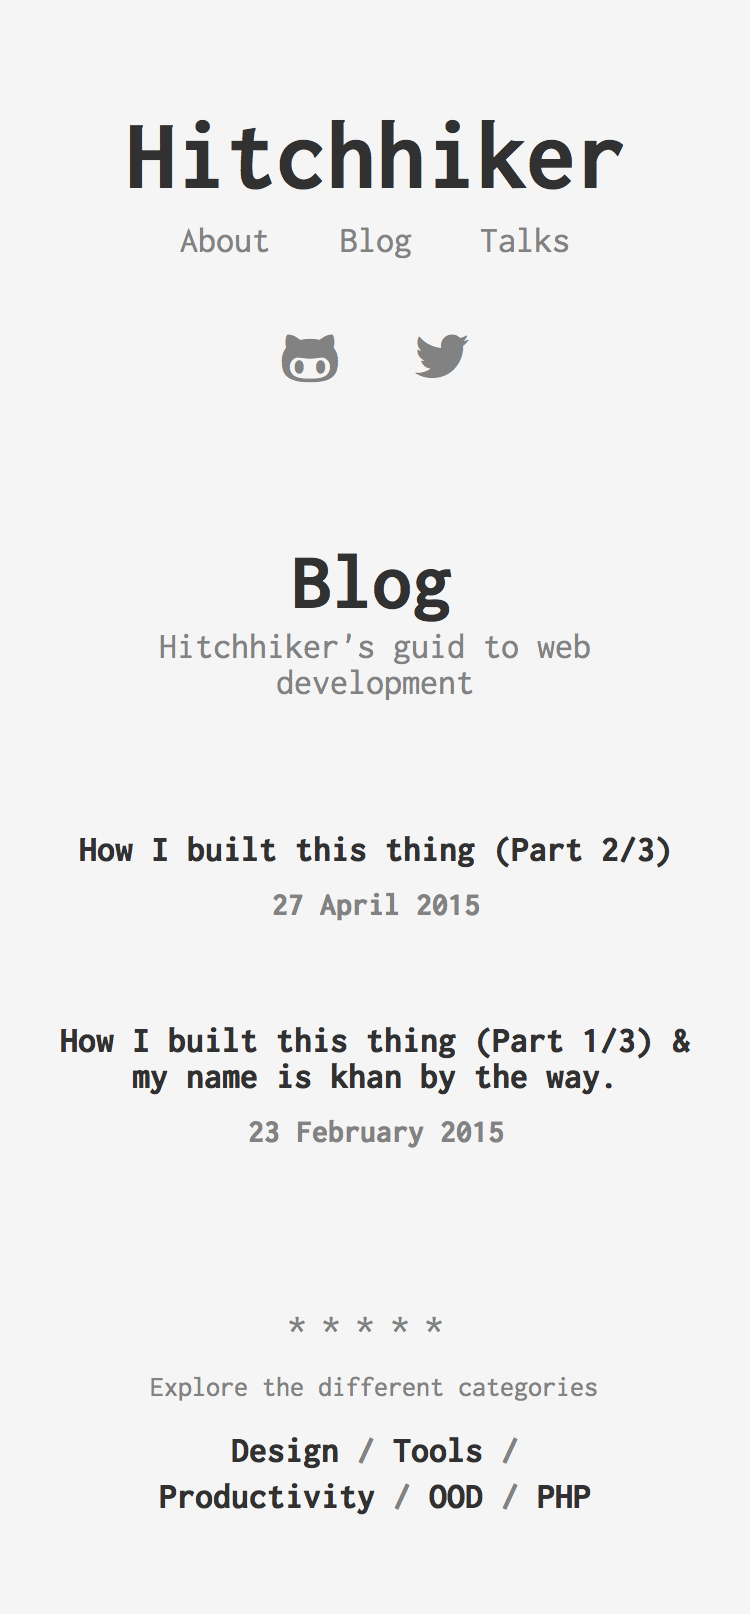 Hitchhiker
About Blog Talks
Blog
Hitchhiker's guid to web
development
How I built this thing (Part 2/3)
27 April 2015
How I built this thing (Part 1/3) &
my name is khan by the way.
23 February 2015
* * * * *
Explore the different categories
Design / Tools /
Productivity / OOD / PHP